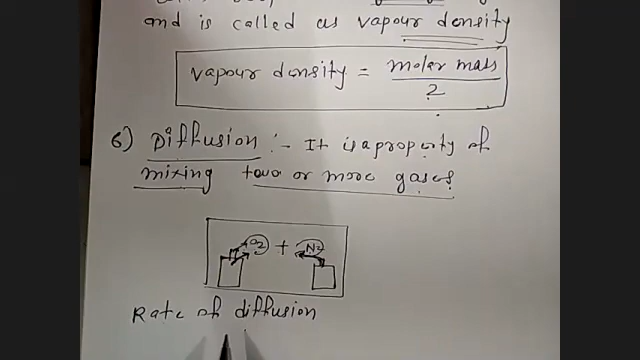 and is called as vapour density
vapour density = molar mass
2
6) Diffusion :- It is a property of
mixing two or more gases
O2 + N2
Rate of diffusion